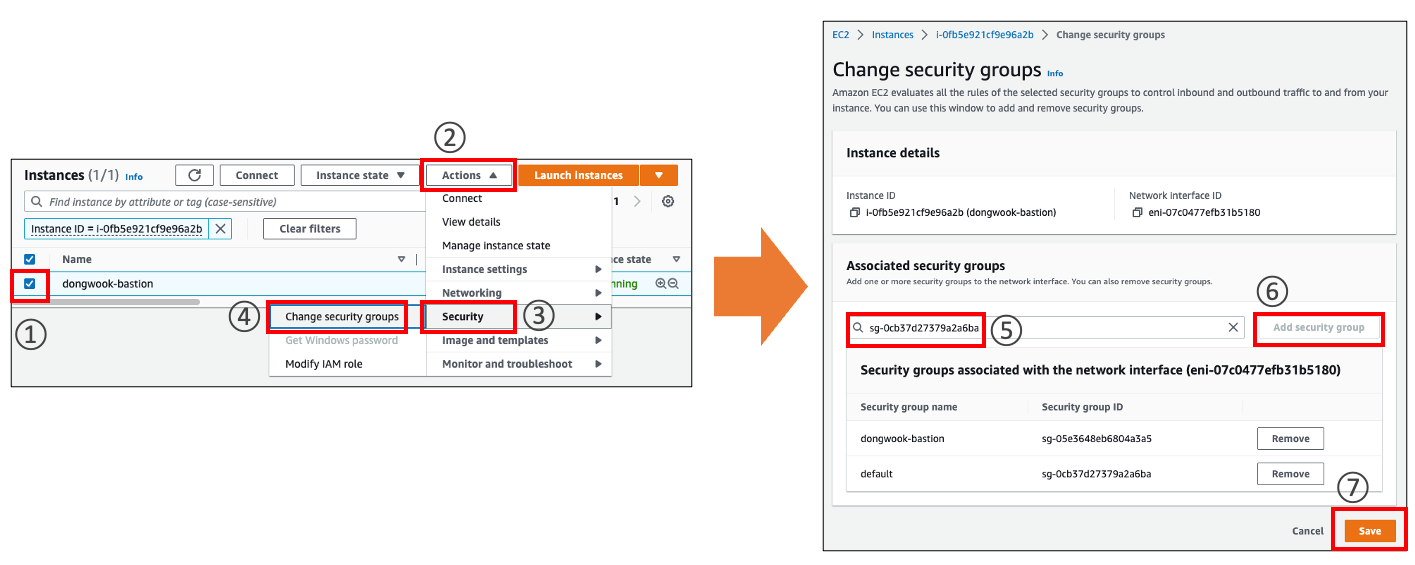 ②
Instances (1/1) Info
Connect
Instance state ▼
Actions ▲
Launch instances ▼
Find instance by attribute or tag (case-sensitive)
1
Instance ID = i-0fb5e921cf9e96a2b
Clear filters
Name
ce state
dongwook-bastion
nning
①
Connect
View details
Manage instance state
Instance settings
Networking
Security
③
Image and templates
Monitor and troubleshoot
④
Change security groups
Get Windows password
Modify IAM role
EC2 > Instances > i-0fb5e921cf9e96a2b > Change security groups
Change security groups Info
Amazon EC2 evaluates all the rules of the selected security groups to control inbound and outbound traffic to and from your
instance. You can use this window to add and remove security groups.
Instance details
Instance ID
i-0fb5e921cf9e96a2b (dongwook-bastion)
Network interface ID
eni-07c0477efb31b5180
Associated security groups
Add one or more security groups to the network interface. You can also remove security groups.
⑥
sg-0cb37d27379a2a6ba
⑤
Add security group
Security groups associated with the network interface (eni-07c0477efb31b5180)
Security group name
Security group ID
dongwook-bastion
sg-05e3648eb6804a3a5
Remove
default
sg-0cb37d27379a2a6ba
Remove
⑦
Cancel
Save